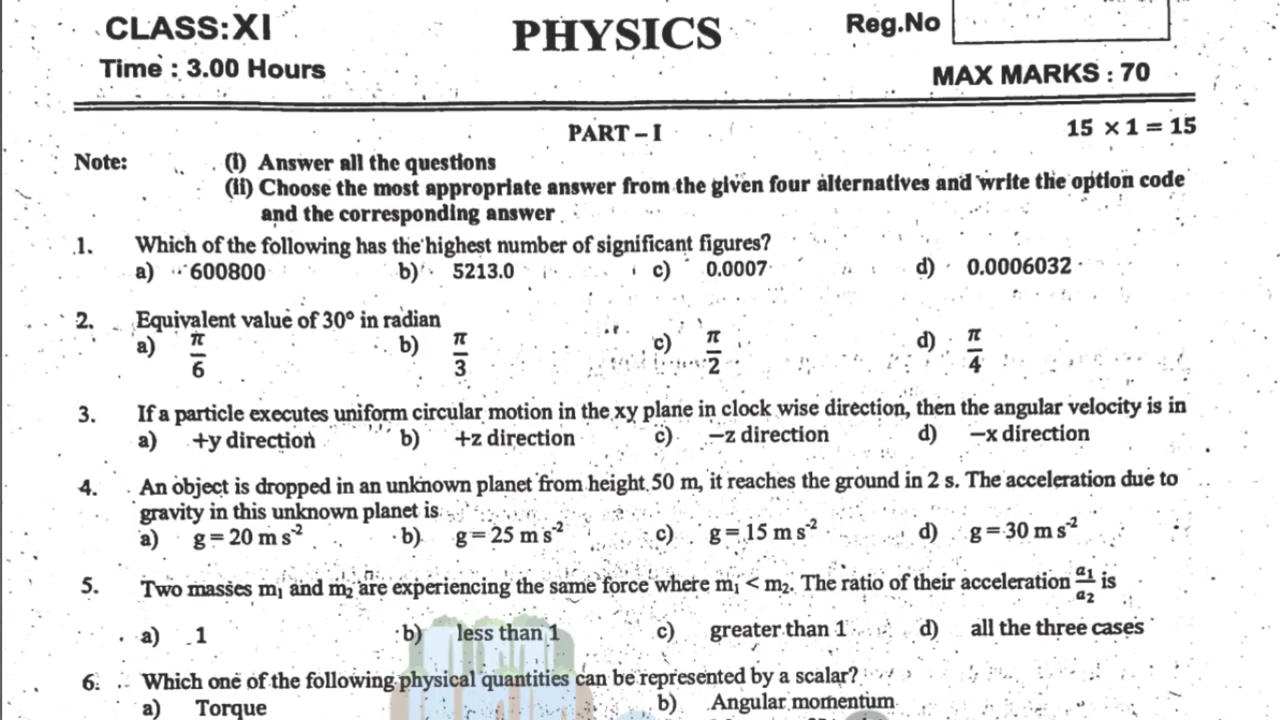 CLASS:XI
PHYSICS
Reg.No
Time : 3.00 Hours
MAX MARKS : 70
PART – I
15 × 1 = 15
Note: (i) Answer all the questions
(ii) Choose the most appropriate answer from the given four alternatives and write the option code
and the corresponding answer
1. Which of the following has the highest number of significant figures?
a) 600800 b) 5213.0 c) 0.0007 d) 0.0006032
2. Equivalent value of 30° in radian
a) π/6 b) π/3 c) π/2 d) π/4
3. If a particle executes uniform circular motion in the xy plane in clock wise direction, then the angular velocity is in
a) +y direction b) +z direction c) –z direction d) –x direction
4. An object is dropped in an unknown planet from height 50 m, it reaches the ground in 2 s. The acceleration due to
gravity in this unknown planet is
a) g = 20 m s⁻² b) g = 25 m s⁻² c) g = 15 m s⁻² d) g = 30 m s⁻²
5. Two masses m₁ and m₂ are experiencing the same force where m₁ < m₂. The ratio of their acceleration a₁/a₂ is
a) 1 b) less than 1 c) greater than 1 d) all the three cases
6. Which one of the following physical quantities can be represented by a scalar?
a) Torque b) Angular momentum